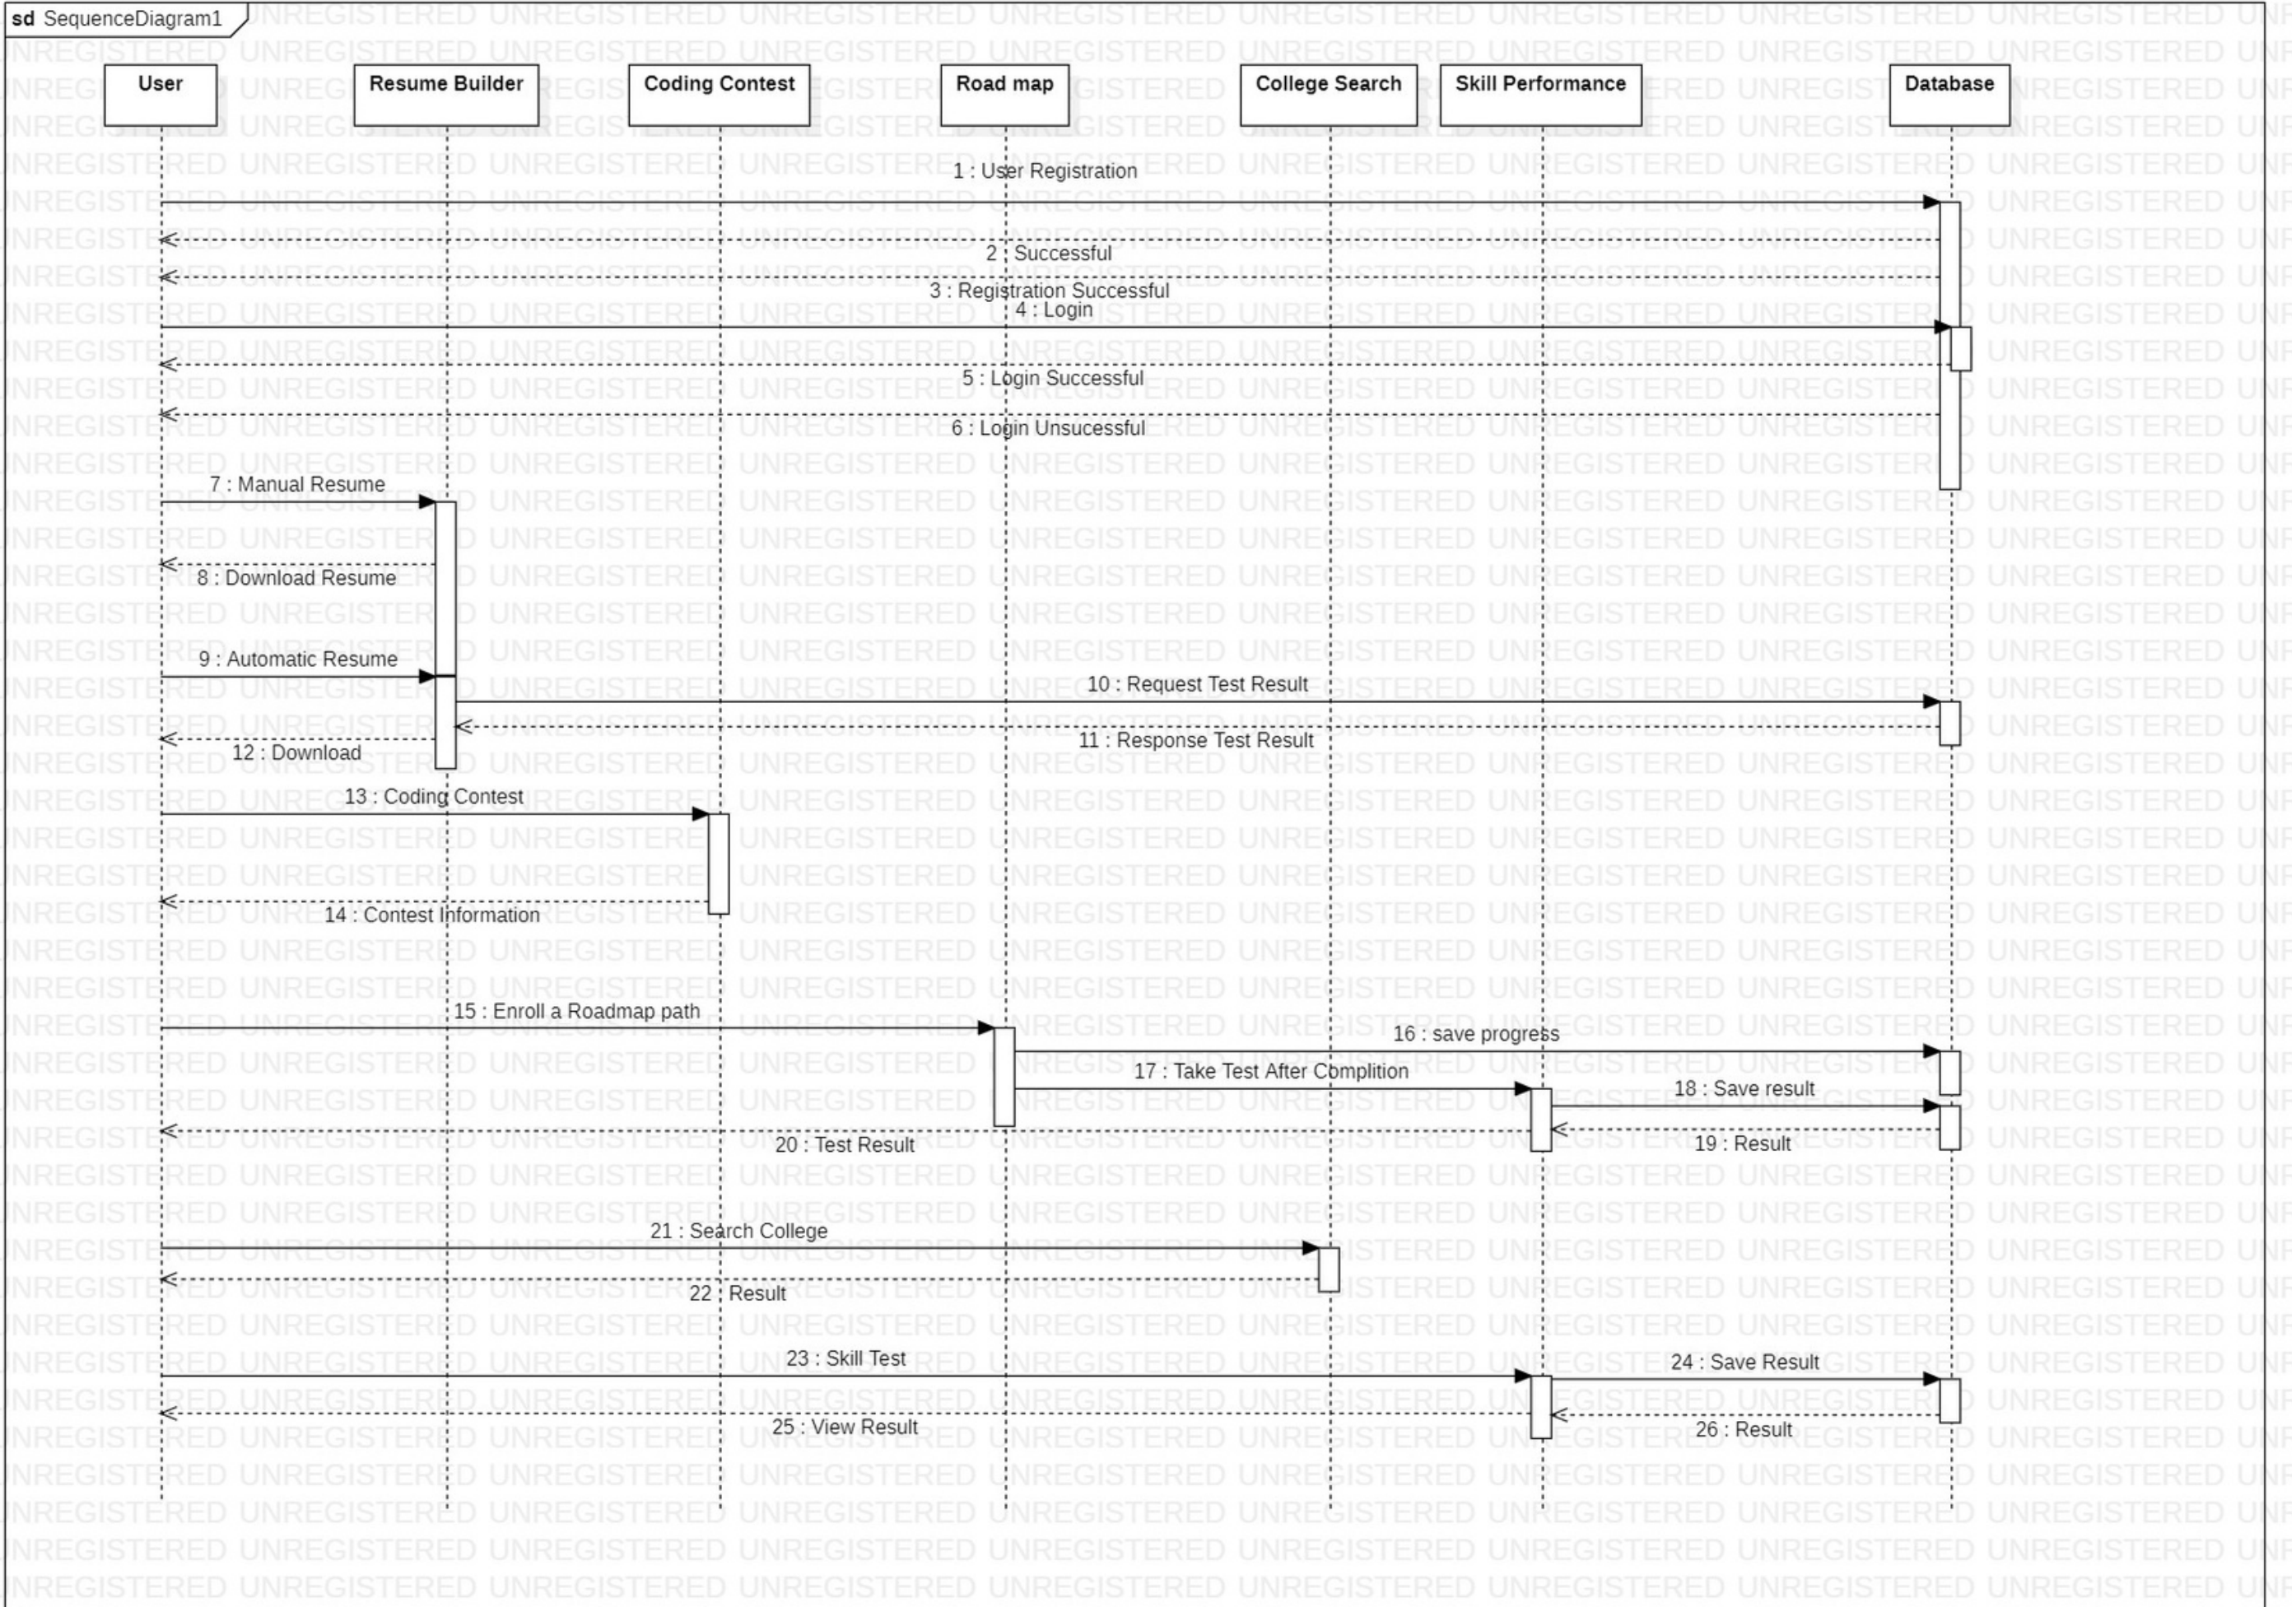 sd SequenceDiagram1
User
Resume Builder
Coding Contest
Road map
College Search
Skill Performance
Database
1 : User Registration
2 : Successful
3 : Registration Successful
4 : Login
5 : Login Successful
6 : Login Unsucessful
7 : Manual Resume
8 : Download Resume
9 : Automatic Resume
10 : Request Test Result
11 : Response Test Result
12 : Download
13 : Coding Contest
14 : Contest Information
15 : Enroll a Roadmap path
16 : save progress
17 : Take Test After Complition
18 : Save result
19 : Result
20 : Test Result
21 : Search College
22 : Result
23 : Skill Test
24 : Save Result
25 : View Result
26 : Result
UNREGISTERED